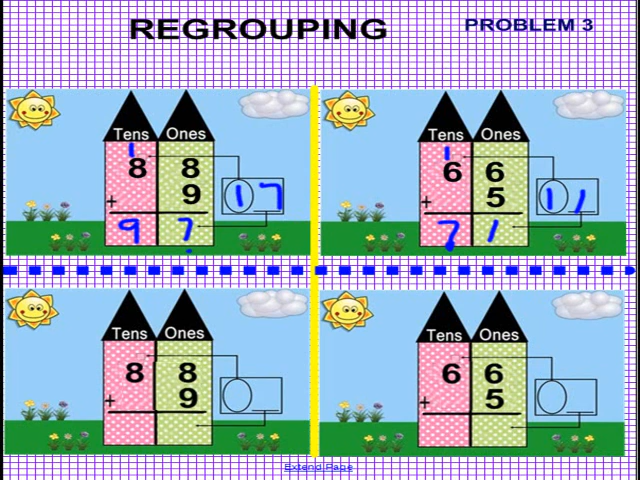 REGROUPING
PROBLEM 3
Tens Ones
1
8 8
+ 9
17
9 7
Tens Ones
1
6 6
+ 5
11
7 1
Tens Ones
8 8
+ 9
Tens Ones
6 6
+ 5
Extend Page